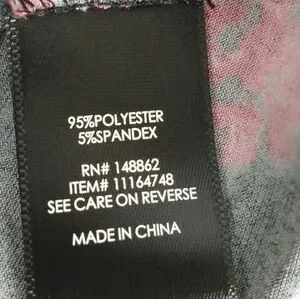 95%POLYESTER
5%SPANDEX
RN# 148862
ITEM# 11164748
SEE CARE ON REVERSE
MADE IN CHINA